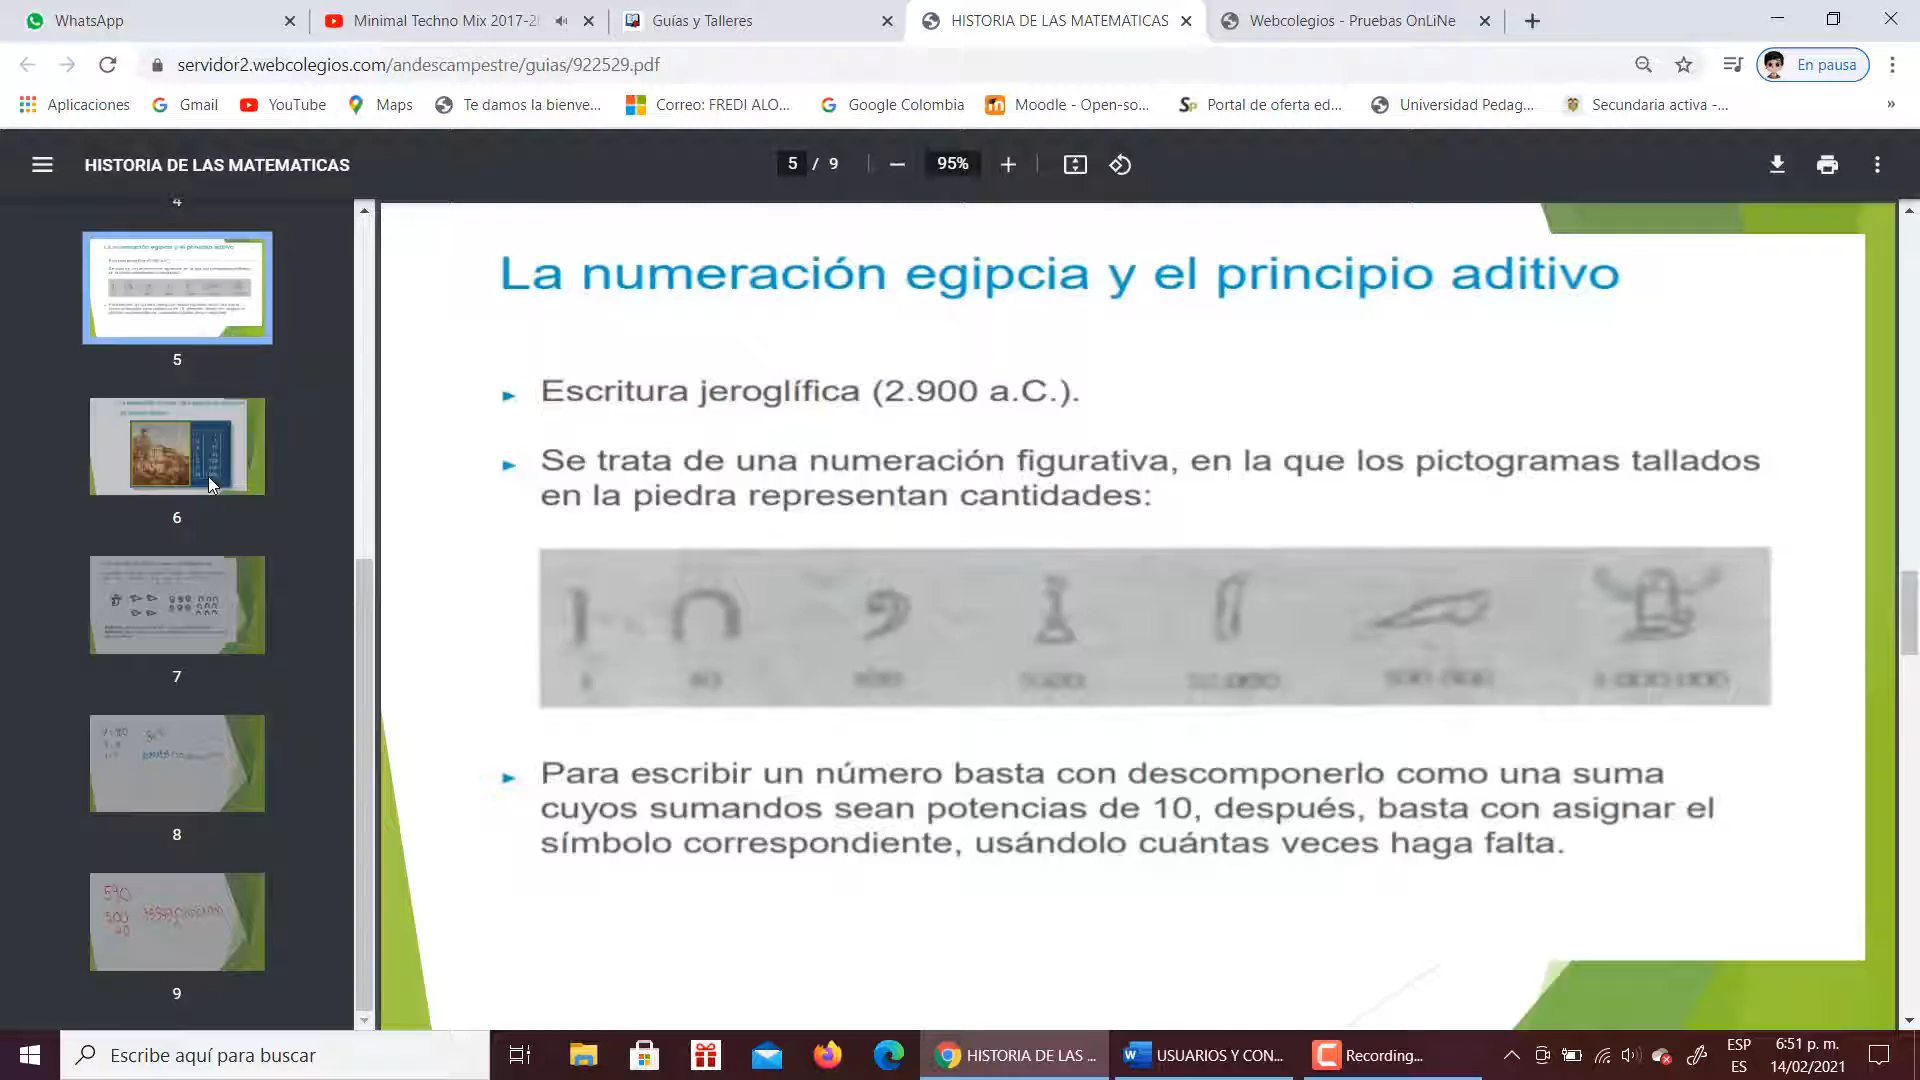 WhatsApp
Minimal Techno Mix 2017-2
Guías y Talleres
HISTORIA DE LAS MATEMATICAS
Webcolegios - Pruebas OnLiNe
servidor2.webcolegios.com/andescampestre/guias/922529.pdf
En pausa
Aplicaciones
Gmail
YouTube
Maps
Te damos la bienve...
Correo: FREDI ALO...
Google Colombia
Moodle - Open-so...
Portal de oferta ed...
Universidad Pedag...
Secundaria activa -...
»
HISTORIA DE LAS MATEMATICAS
5 / 9
95%
4
5
6
7
8
590
500
90
9
La numeración egipcia y el principio aditivo
Escritura jeroglífica (2.900 a.C.).
Se trata de una numeración figurativa, en la que los pictogramas tallados
en la piedra representan cantidades:
Para escribir un número basta con descomponerlo como una suma
cuyos sumandos sean potencias de 10, después, basta con asignar el
símbolo correspondiente, usándolo cuántas veces haga falta.
Escribe aquí para buscar
HISTORIA DE LAS ...
USUARIOS Y CON...
Recording...
ESP
ES
6:51 p. m.
14/02/2021